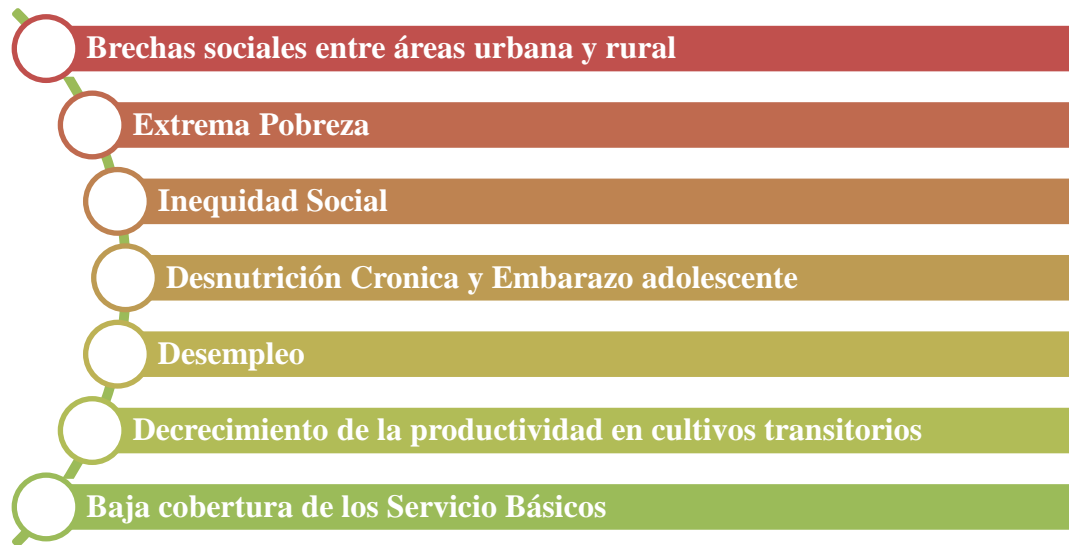 Brechas sociales entre áreas urbana y rural
Extrema Pobreza
Inequidad Social
Desnutrición Cronica y Embarazo adolescente
Desempleo
Decrecimiento de la productividad en cultivos transitorios
Baja cobertura de los Servicio Básicos